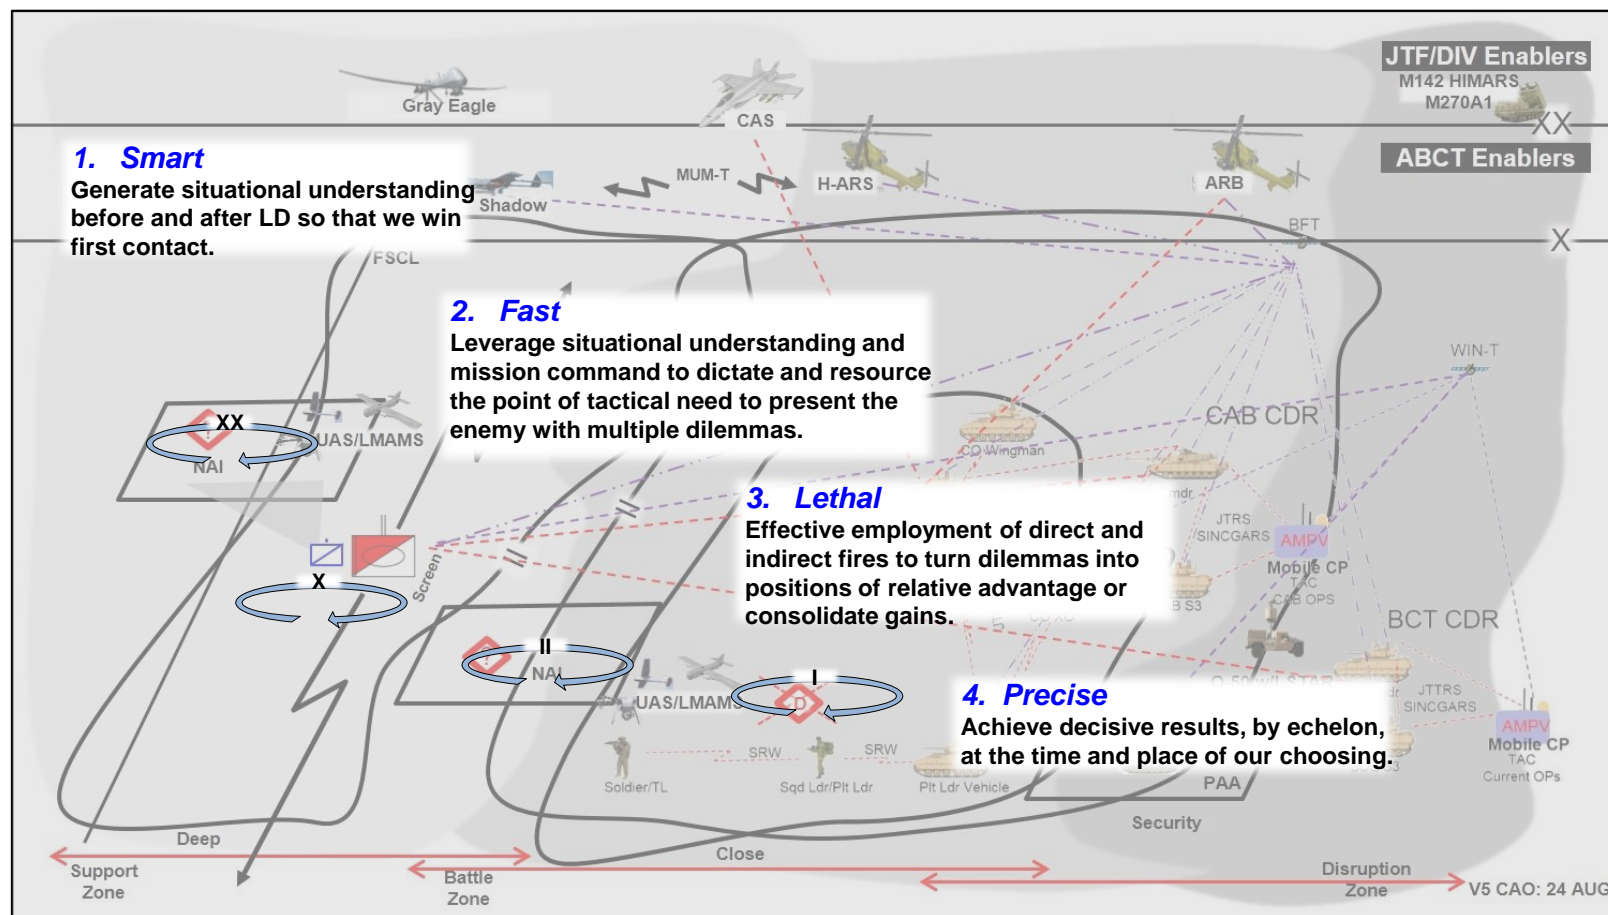 JTF/DIV Enablers
M142 HIMARS
M270A1
Gray Eagle
CAS
XX
ABCT Enablers
1. Smart
Generate situational understanding
before and after LD so that we win
first contact.
MUM-T
H-ARS
ARB
Shadow
BFT
X
FSCL
2. Fast
Leverage situational understanding and
mission command to dictate and resource
the point of tactical need to present the
enemy with multiple dilemmas.
WIN-T
XX
UAS/LMAMS
NAI
CAB CDR
CO Wingman
3. Lethal
Effective employment of direct and
indirect fires to turn dilemmas into
positions of relative advantage or
consolidate gains.
JTRS
SINCGARS
AMPV
Mobile CP
TAC
CAB OPS
S3
X
Screen
BCT CDR
II
NAI
UAS/LMAMS
I
D
4. Precise
Achieve decisive results, by echelon,
at the time and place of our choosing.
JTTRS
SINCGARS
AMPV
Mobile CP
TAC
Current OPs
SRW
SRW
Soldier/TL
Sqd Ldr/Plt Ldr
Plt Ldr Vehicle
PAA
Security
Deep
Close
Support
Zone
Battle
Zone
Disruption
Zone
V5 CAO: 24 AUG